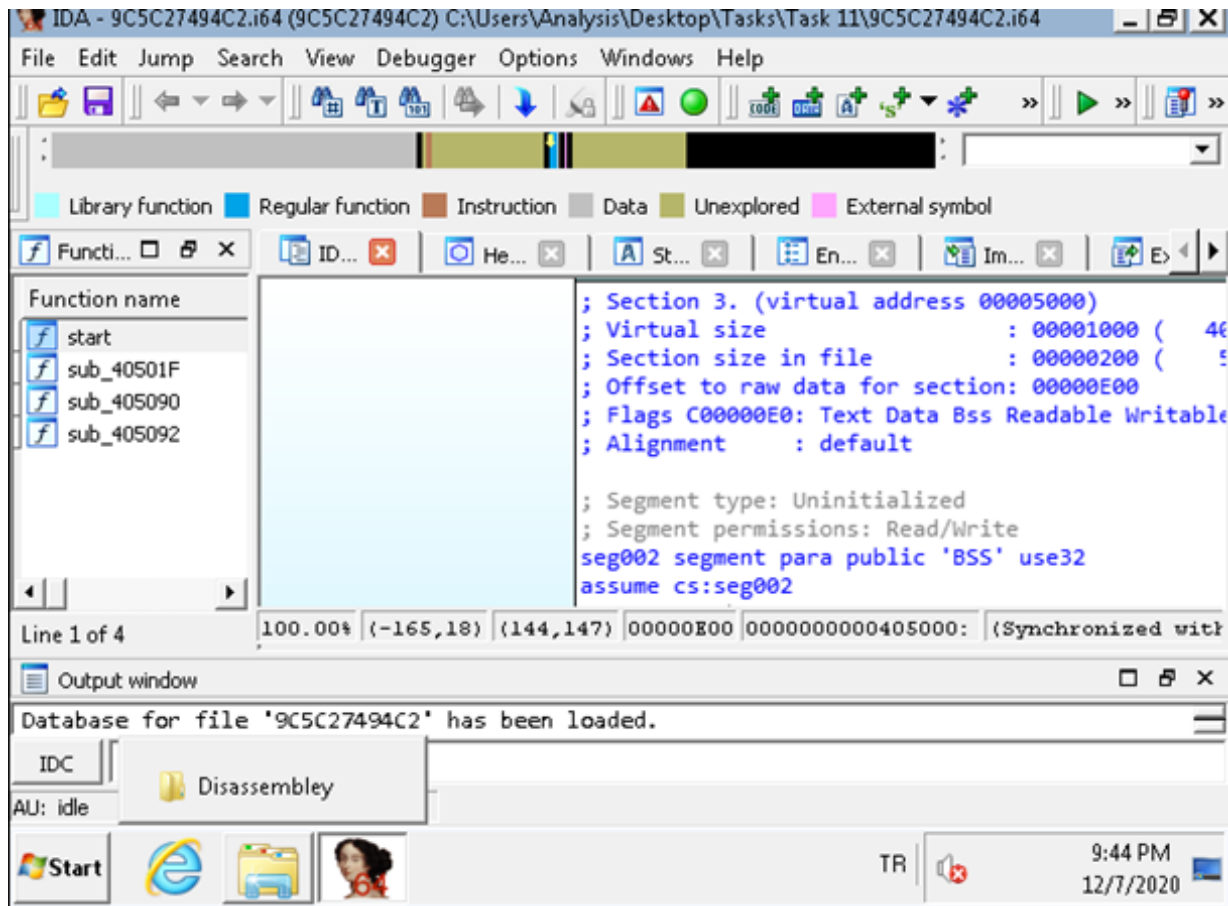 IDA - 9C5C27494C2.i64 (9C5C27494C2) C:\Users\Analysis\Desktop\Tasks\Task 11\9C5C27494C2.i64
File Edit Jump Search View Debugger Options Windows Help
Library function Regular function Instruction Data Unexplored External symbol
Functi... ID... He... St... En... Im... Ex
Function name
start
sub_40501F
sub_405090
sub_405092
; Section 3. (virtual address 00005000)
; Virtual size : 00001000 ( 40
; Section size in file : 00000200 ( 5
; Offset to raw data for section: 00000E00
; Flags C00000E0: Text Data Bss Readable Writable
; Alignment : default
; Segment type: Uninitialized
; Segment permissions: Read/Write
seg002 segment para public 'BSS' use32
assume cs:seg002
Line 1 of 4
100.00% (-165,18) (144,147) 00000E00 0000000000405000: (Synchronized with
Output window
Database for file '9C5C27494C2' has been loaded.
IDC
Disassembley
AU: idle
Start
64
TR
9:44 PM
12/7/2020